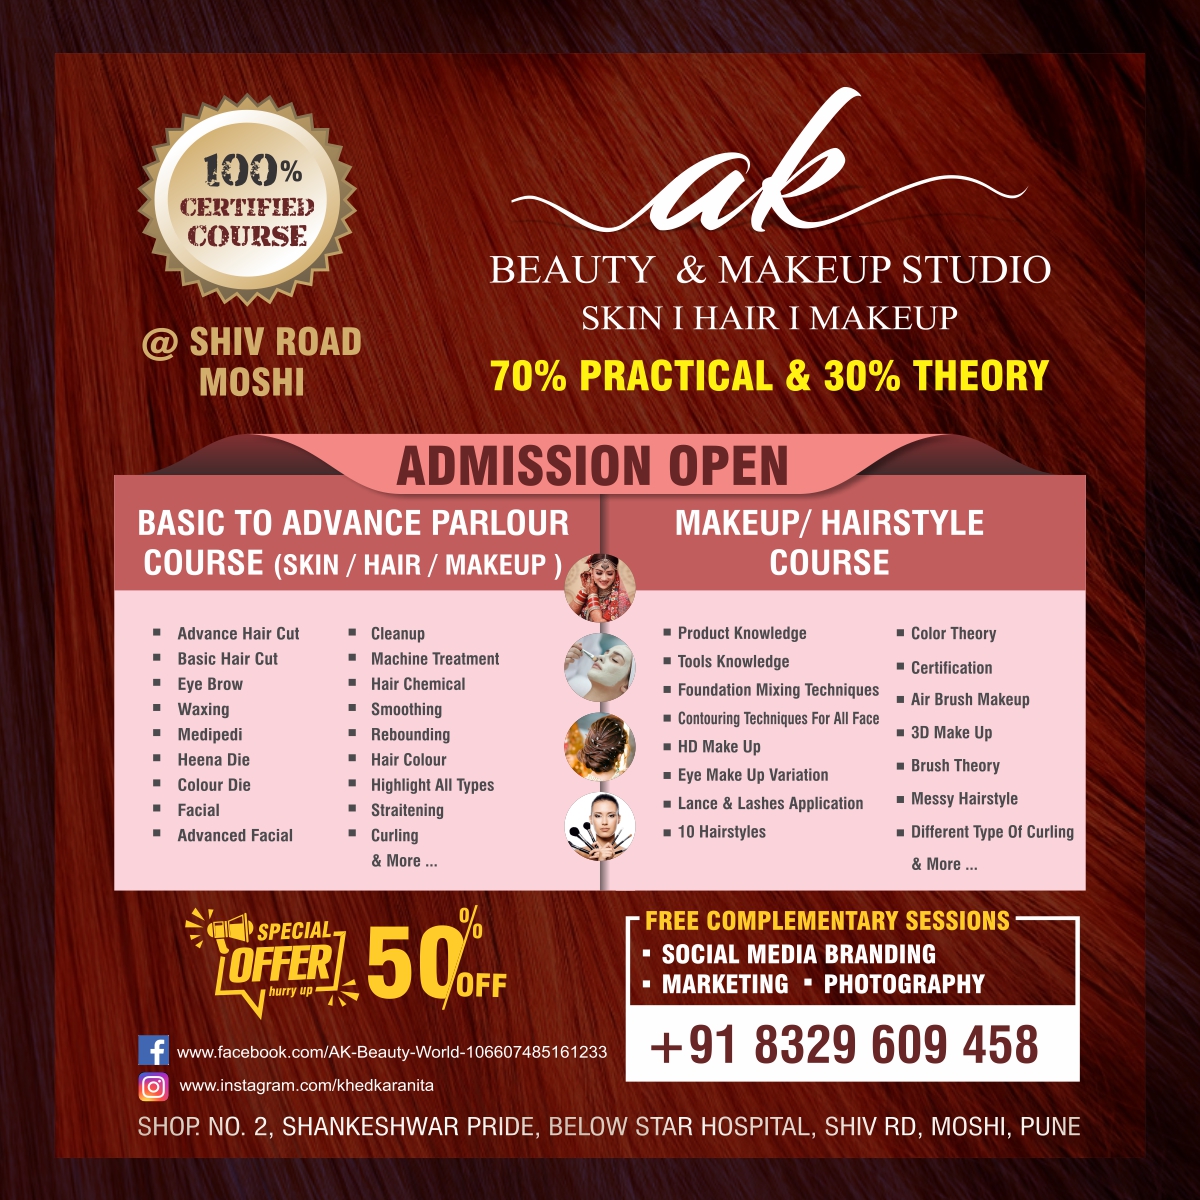 100%
CERTIFIED
COURSE
@ SHIV ROAD
MOSHI
ak
BEAUTY & MAKEUP STUDIO
SKIN I HAIR I MAKEUP
70% PRACTICAL & 30% THEORY
ADMISSION OPEN
BASIC TO ADVANCE PARLOUR
COURSE (SKIN / HAIR / MAKEUP )
Advance Hair Cut
Basic Hair Cut
Eye Brow
Waxing
Medipedi
Heena Die
Colour Die
Facial
Advanced Facial
Cleanup
Machine Treatment
Hair Chemical
Smoothing
Rebounding
Hair Colour
Highlight All Types
Straitening
Curling
& More ...
MAKEUP/ HAIRSTYLE
COURSE
Product Knowledge
Tools Knowledge
Foundation Mixing Techniques
Contouring Techniques For All Face
HD Make Up
Eye Make Up Variation
Lance & Lashes Application
10 Hairstyles
Color Theory
Certification
Air Brush Makeup
3D Make Up
Brush Theory
Messy Hairstyle
Different Type Of Curling
& More ...
SPECIAL
OFFER
hurry up
50% OFF
FREE COMPLEMENTARY SESSIONS
SOCIAL MEDIA BRANDING
MARKETING ▪ PHOTOGRAPHY
+91 8329 609 458
www.facebook.com/AK-Beauty-World-106607485161233
www.instagram.com/khedkaranita
SHOP. NO. 2, SHANKESHWAR PRIDE, BELOW STAR HOSPITAL, SHIV RD, MOSHI, PUNE